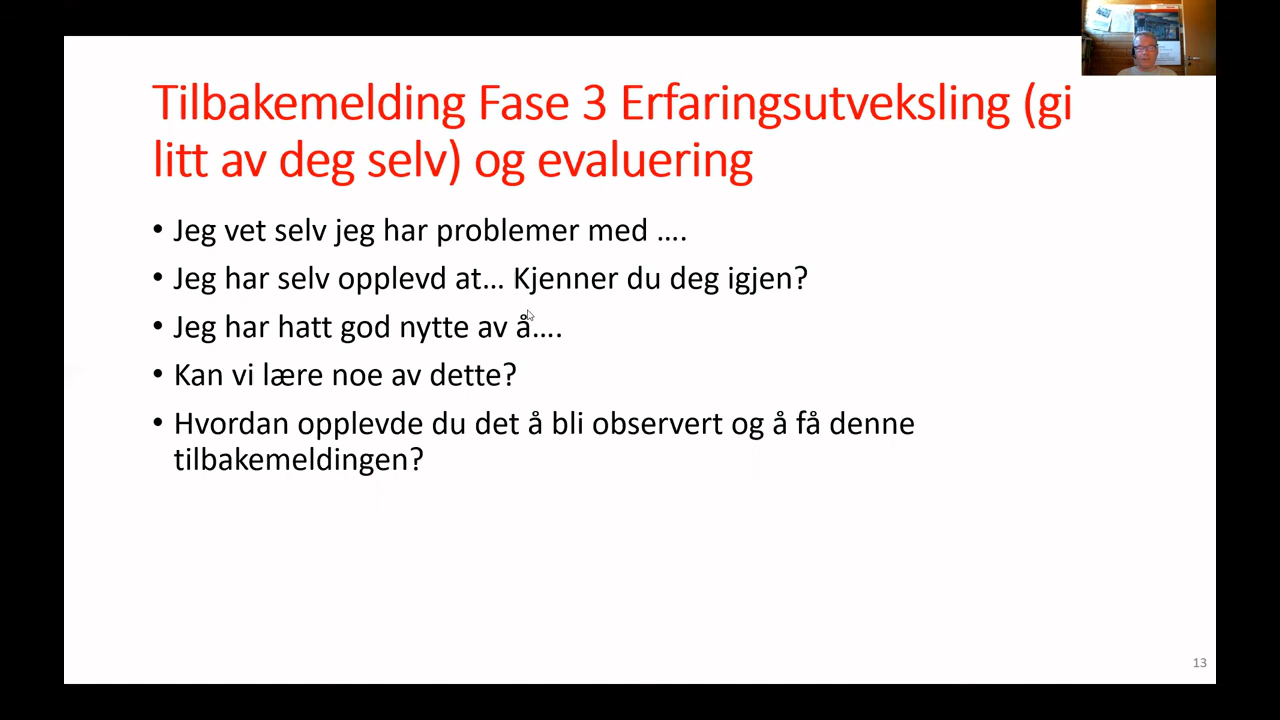 Tilbakemelding Fase 3 Erfaringsutveksling (gi
litt av deg selv) og evaluering
• Jeg vet selv jeg har problemer med ….
• Jeg har selv opplevd at… Kjenner du deg igjen?
• Jeg har hatt god nytte av å….
• Kan vi lære noe av dette?
• Hvordan opplevde du det å bli observert og å få denne
tilbakemeldingen?
13